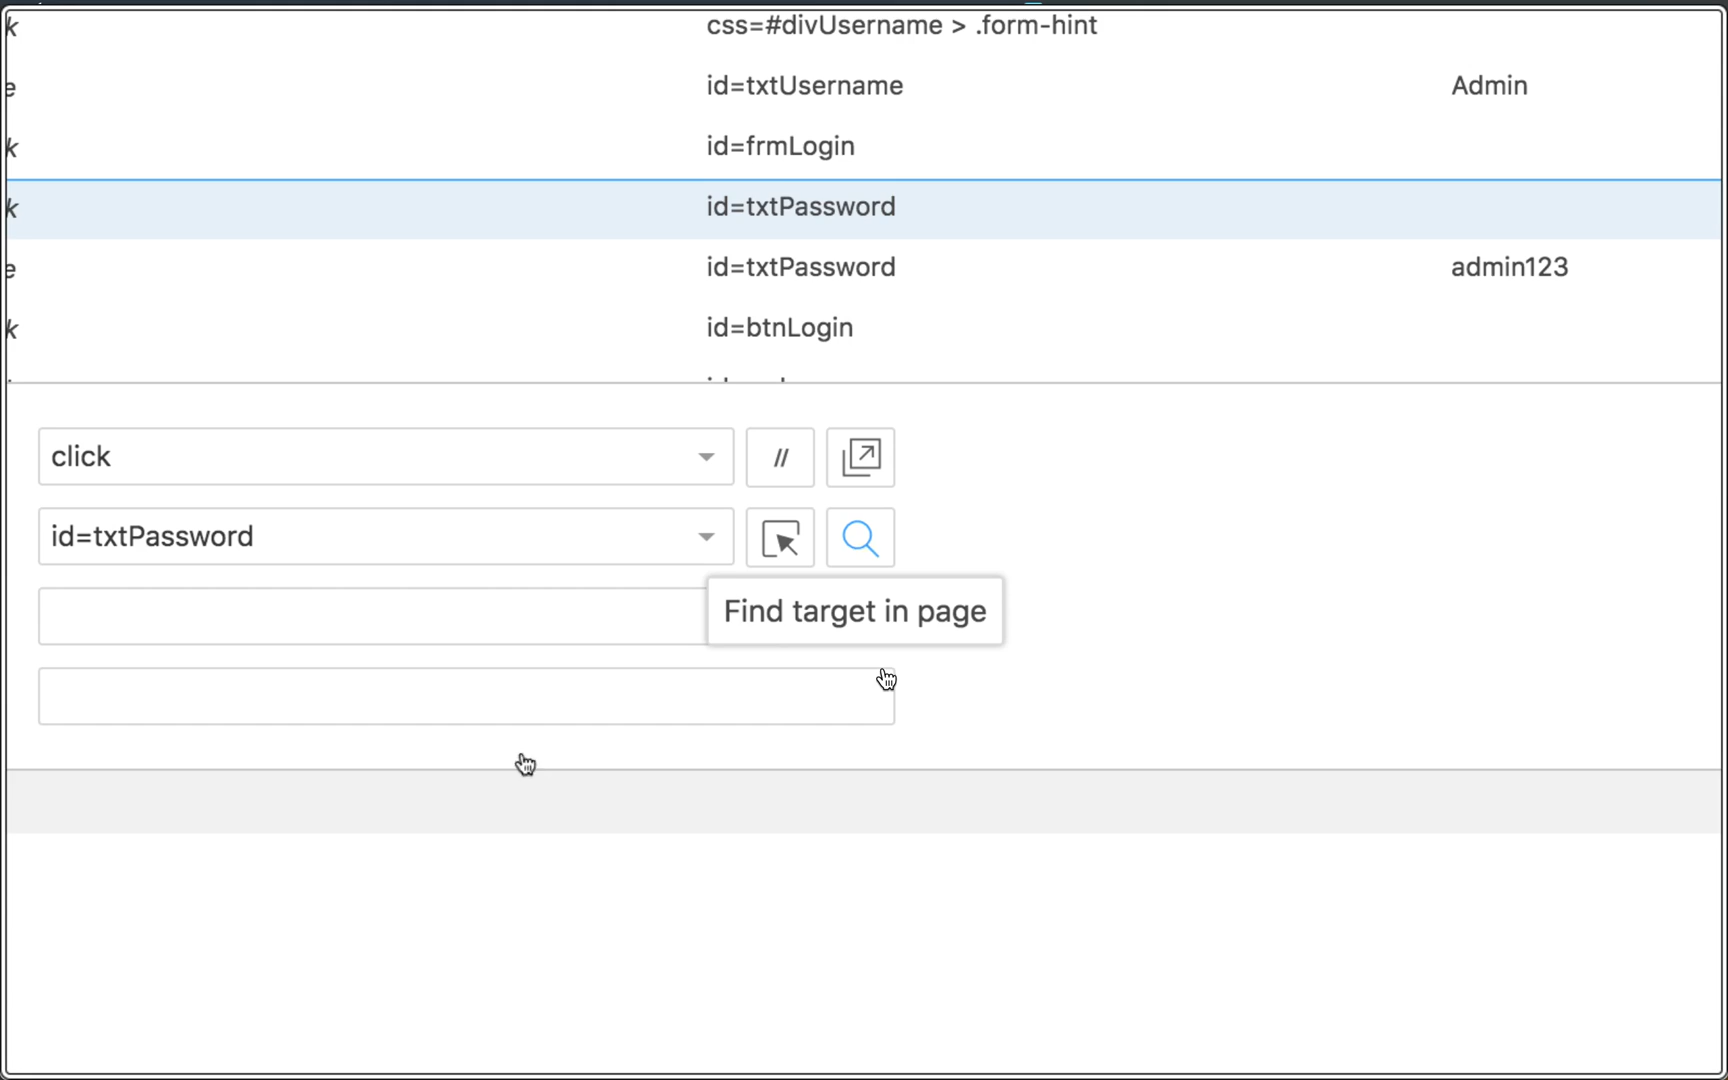 k css=#divUsername > .form-hint
e id=txtUsername Admin
k id=frmLogin
k id=txtPassword
e id=txtPassword admin123
k id=btnLogin
click //
id=txtPassword
Find target in page